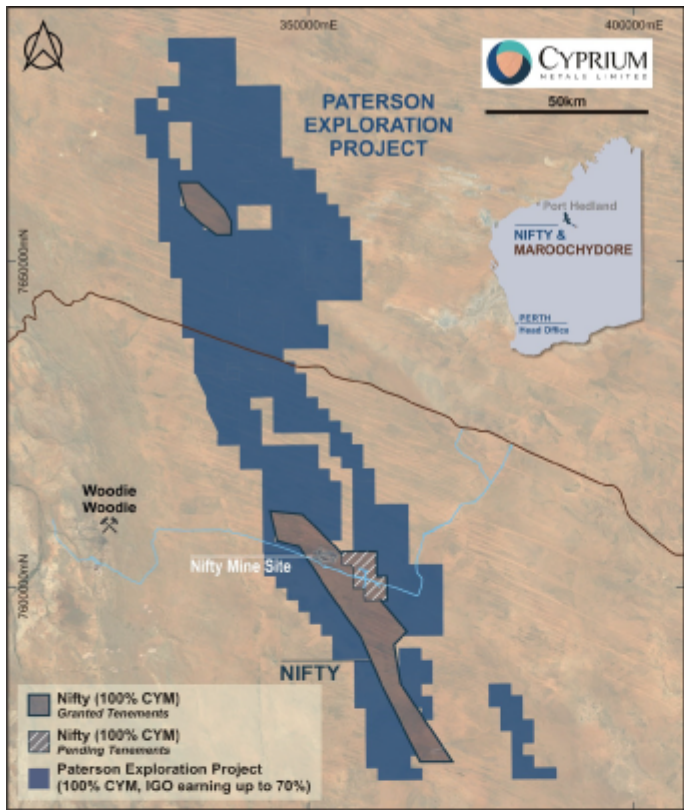 350000mE
400000mE
CYPRIUM
METALS LIMITED
50km
PATERSON
EXPLORATION
PROJECT
Port Hedland
NIFTY &
MAROOCHYDORE
PERTH
Head Office
7650000mN
Woodie
Woodie
Nifty Mine Site
7600000mN
NIFTY
Nifty (100% CYM)
Granted Tenements
Nifty (100% CYM)
Pending Tenements
Paterson Exploration Project
(100% CYM, IGO earning up to 70%)